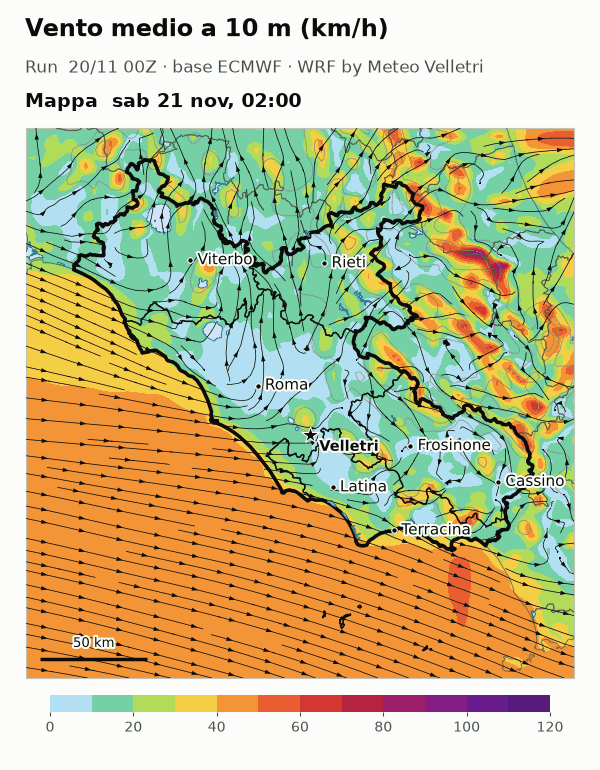 Vento medio a 10 m (km/h)
Run  20/11 00Z · base ECMWF · WRF by Meteo Velletri
Mappa  sab 21 nov, 02:00
Viterbo
Rieti
Roma
Velletri
Frosinone
Latina
Cassino
Terracina
50 km
0 20 40 60 80 100 120